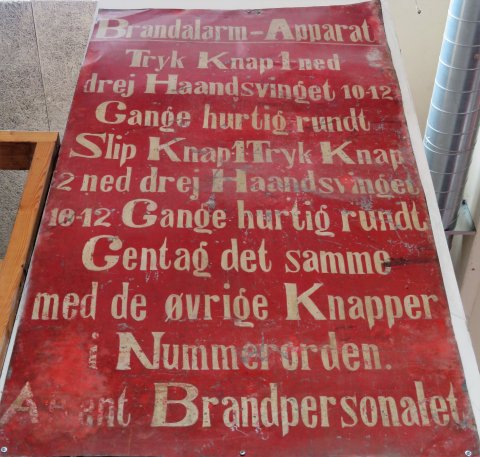 Brandalarm-Apparat
Tryk Knap 1 ned
drej Haandsvinget 10-12
Gange hurtig rundt
Slip Knap 1 Tryk Knap
2 ned drej Haandsvinget
10-12 Gange hurtig rundt
Gentag det samme
med de øvrige Knapper
i Nummerorden.
Afvent Brandpersonalet